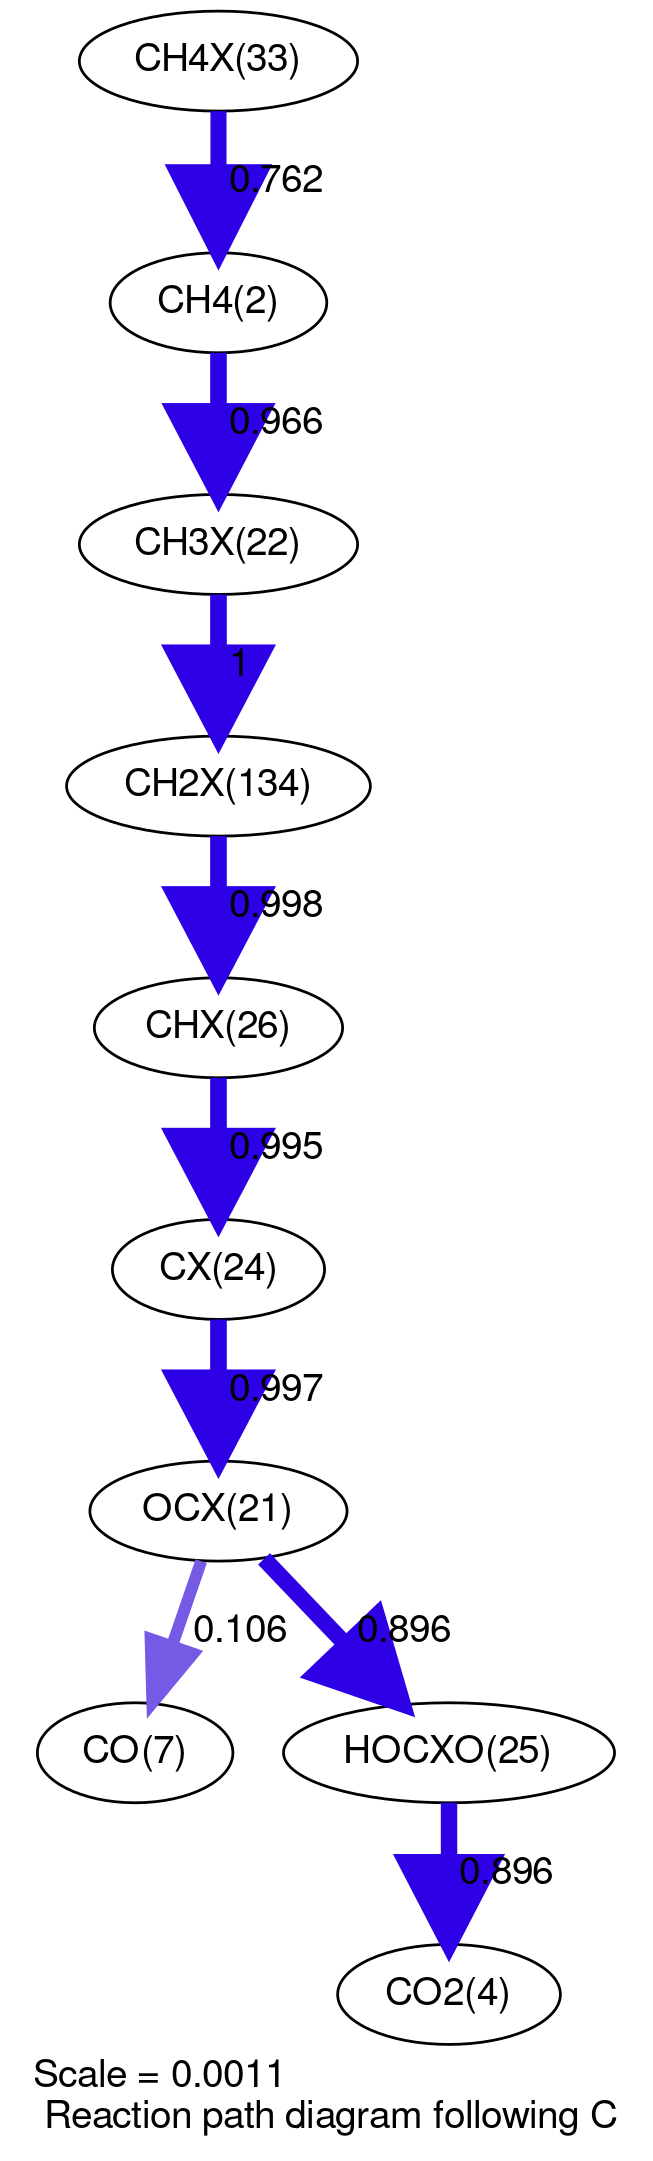 CH4X(33)
0.762
CH4(2)
0.966
CH3X(22)
1
CH2X(134)
0.998
CHX(26)
0.995
CX(24)
0.997
OCX(21)
0.106
0.896
CO(7)
HOCXO(25)
0.896
CO2(4)
Scale = 0.0011
Reaction path diagram following C